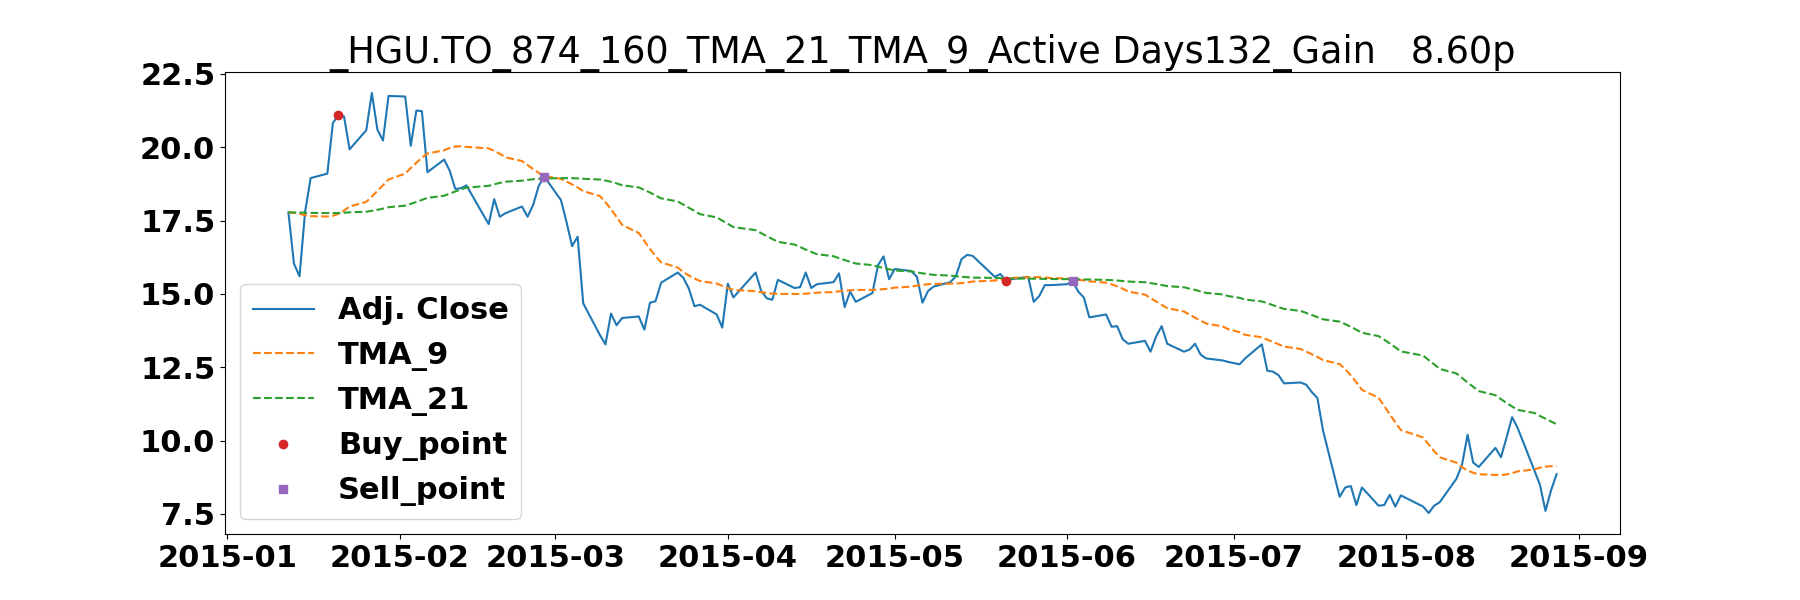 _HGU.TO_874_160_TMA_21_TMA_9_Active Days132_Gain   8.60p
22.5
20.0
17.5
15.0
12.5
10.0
7.5
Adj. Close
TMA_9
TMA_21
Buy_point
Sell_point
2015-01 2015-02 2015-03 2015-04 2015-05 2015-06 2015-07 2015-08 2015-09